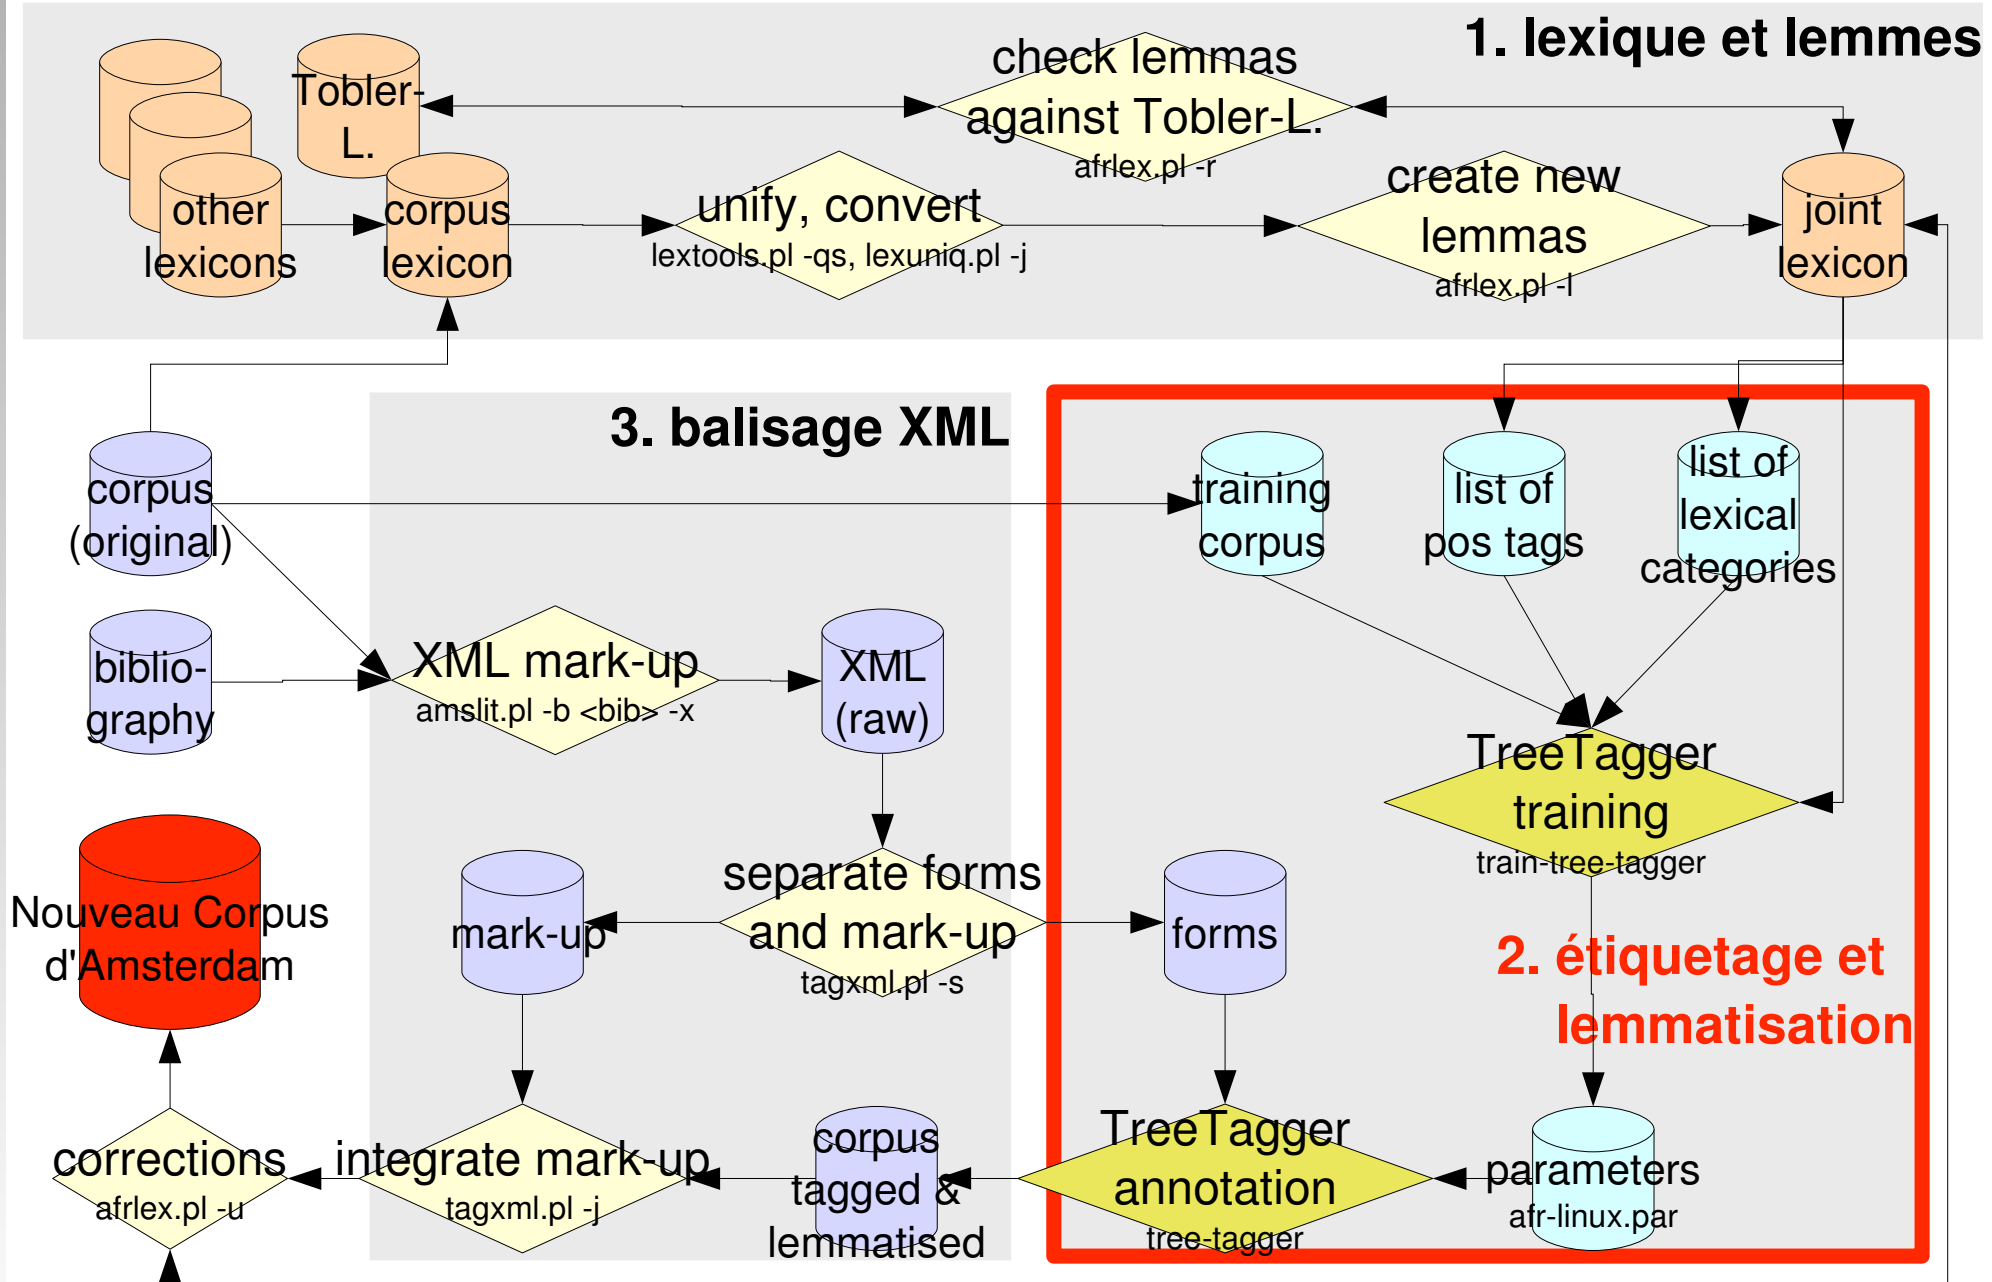 1. lexique et lemmes
check lemmas
against Tobler-L.
afrlex.pl -r
Tobler-
L.
other
lexicons
corpus
lexicon
unify, convert
lextools.pl -qs, lexuniq.pl -j
create new
lemmas
afrlex.pl -l
joint
lexicon
3. balisage XML
corpus
(original)
training
corpus
list of
pos tags
list of
lexical
categories
biblio-
graphy
XML mark-up
amslit.pl -b <bib> -x
XML
(raw)
TreeTagger
training
train-tree-tagger
Nouveau Corpus
d'Amsterdam
mark-up
separate forms
and mark-up
tagxml.pl -s
forms
2. étiquetage et
lemmatisation
corrections
afrlex.pl -u
integrate mark-up
tagxml.pl -j
corpus
tagged &
lemmatised
TreeTagger
annotation
tree-tagger
parameters
afr-linux.par